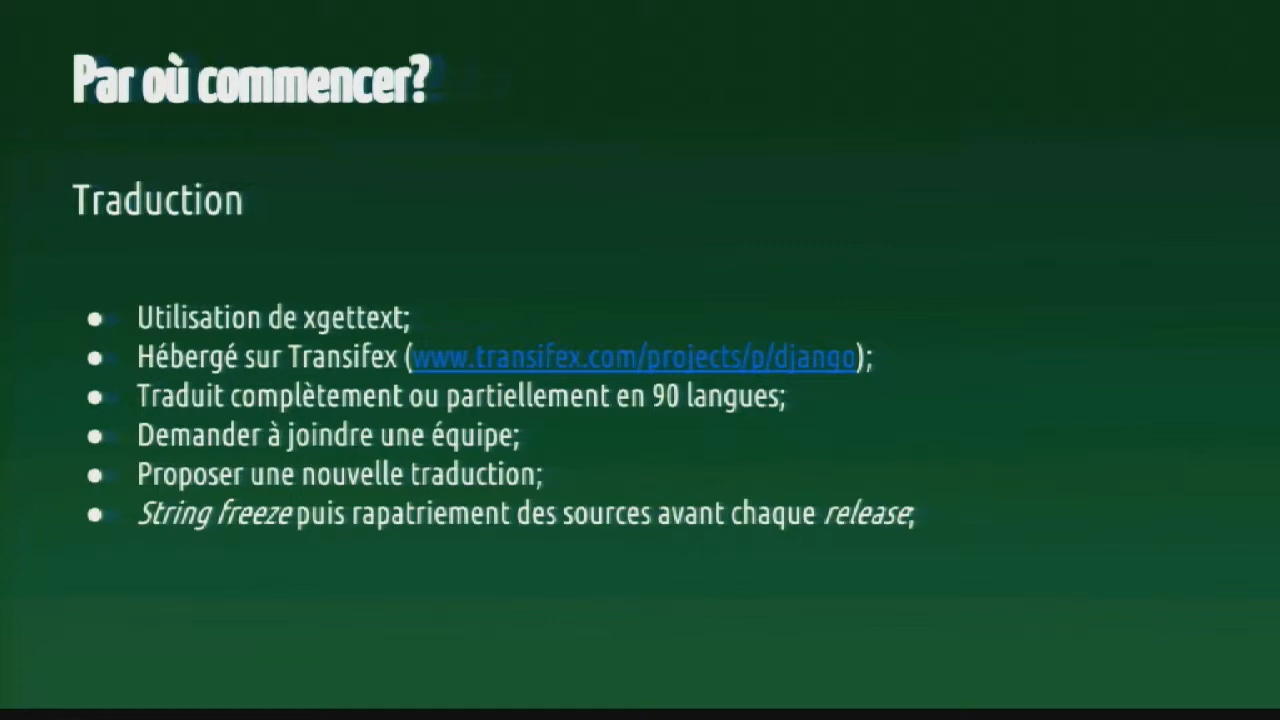 Par où commencer?
Traduction
● Utilisation de xgettext;
● Hébergé sur Transifex (www.transifex.com/projects/p/django);
● Traduit complètement ou partiellement en 90 langues;
● Demander à joindre une équipe;
● Proposer une nouvelle traduction;
● String freeze puis rapatriement des sources avant chaque release;